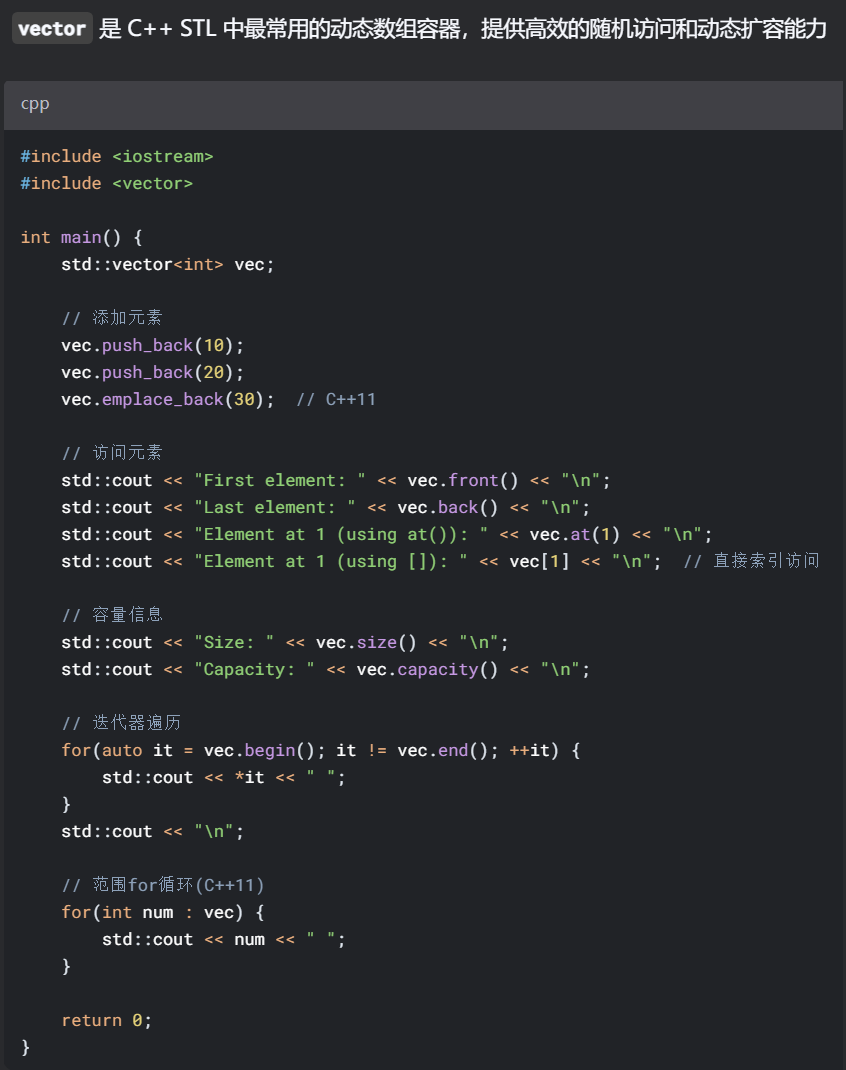 vector 是 C++ STL 中最常用的动态数组容器，提供高效的随机访问和动态扩容能力
cpp
#include <iostream>
#include <vector>
int main() {
    std::vector<int> vec;
    // 添加元素
    vec.push_back(10);
    vec.push_back(20);
    vec.emplace_back(30);  // C++11
    // 访问元素
    std::cout << "First element: " << vec.front() << "\n";
    std::cout << "Last element: " << vec.back() << "\n";
    std::cout << "Element at 1 (using at()): " << vec.at(1) << "\n";
    std::cout << "Element at 1 (using []): " << vec[1] << "\n";  // 直接索引访问
    // 容量信息
    std::cout << "Size: " << vec.size() << "\n";
    std::cout << "Capacity: " << vec.capacity() << "\n";
    // 迭代器遍历
    for(auto it = vec.begin(); it != vec.end(); ++it) {
        std::cout << *it << " ";
    }
    std::cout << "\n";
    // 范围for循环(C++11)
    for(int num : vec) {
        std::cout << num << " ";
    }
    return 0;
}